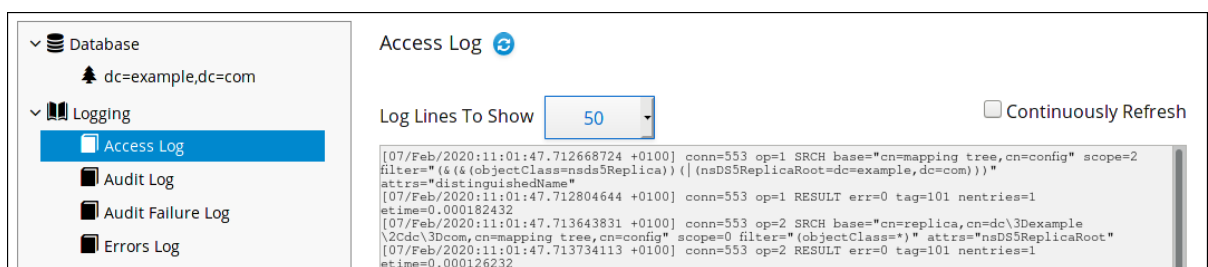 Database
dc=example,dc=com
Logging
Access Log
Audit Log
Audit Failure Log
Errors Log
Access Log
Log Lines To Show 50 Continuously Refresh
[07/Feb/2020:11:01:47.712668724 +0100] conn=553 op=1 SRCH base="cn=mapping tree,cn=config" scope=2
filter="(&(&(objectClass=nsds5Replica))(|(nsDS5ReplicaRoot=dc=example,dc=com)))"
attrs="distinguishedName"
[07/Feb/2020:11:01:47.712804644 +0100] conn=553 op=1 RESULT err=0 tag=101 nentries=1
etime=0.000182432
[07/Feb/2020:11:01:47.713643831 +0100] conn=553 op=2 SRCH base="cn=replica,cn=dc\3Dexample
\2Cdc\3Dcom,cn=mapping tree,cn=config" scope=0 filter="(objectClass=*)" attrs="nsDS5ReplicaRoot"
[07/Feb/2020:11:01:47.713734113 +0100] conn=553 op=2 RESULT err=0 tag=101 nentries=1
etime=0.000126232